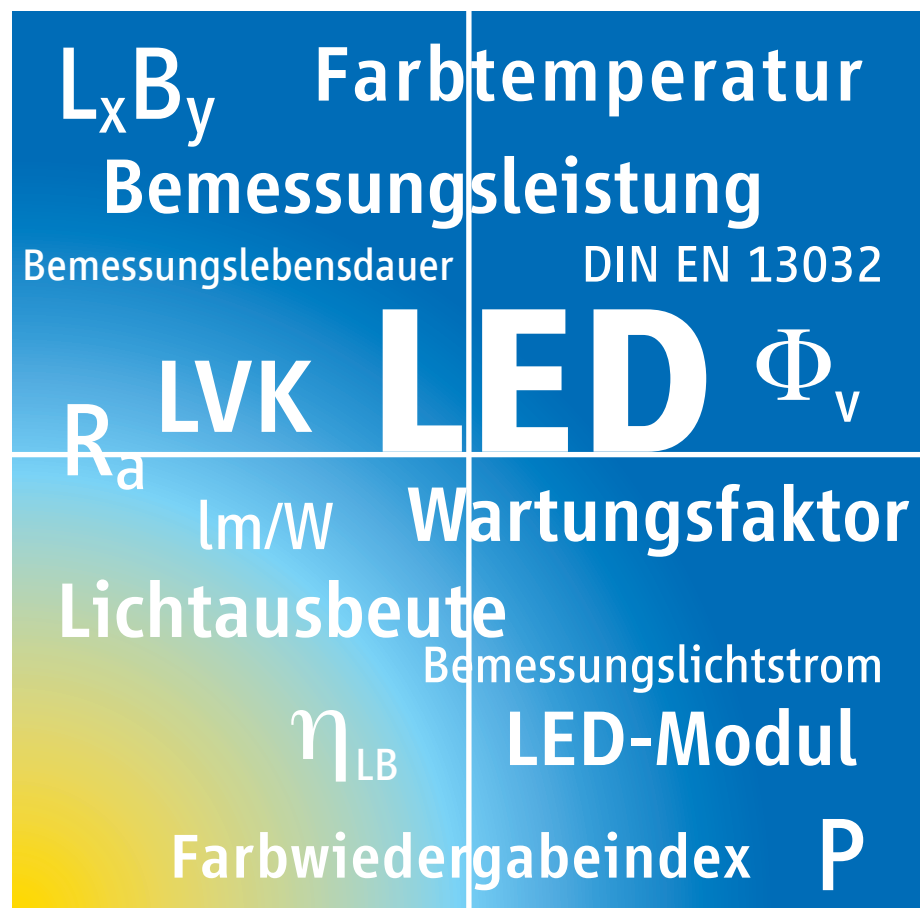 LxBy Farbtemperatur
Bemessungsleistung
Bemessungslebensdauer DIN EN 13032
LED Φv
LVK
Ra
lm/W Wartungsfaktor
Lichtausbeute
Bemessungslichtstrom
ηLB LED-Modul
Farbwiedergabeindex P